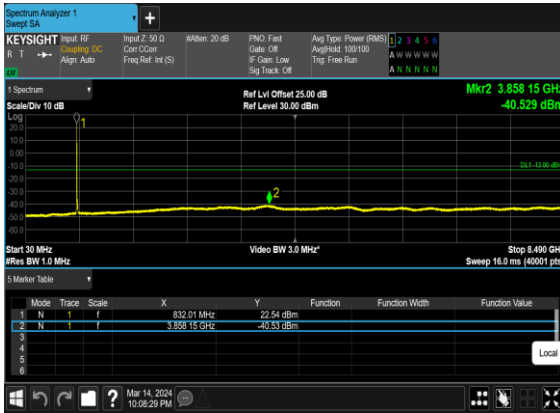 Spectrum Analyzer 1
Swept SA
+
KEYSIGHT Input: RF Input Z: 50 Ω #Atten: 20 dB PNO: Fast Avg Type: Power (RMS) 1 2 3 4 5 6
R T Coupling: DC Corr CCorr Gate: Off Avg|Hold: 100/100 A W W W W W
Align: Auto Freq Ref: Int (S) IF Gain: Low Trig: Free Run
LXI Sig Track: Off A N N N N N
1 Spectrum Ref Lvl Offset 25.00 dB Mkr2 3.858 15 GHz
Scale/Div 10 dB Ref Level 30.00 dBm -40.529 dBm
Log
20.0
10.0
0.00
-10.0
-20.0
-30.0
-40.0
-50.0
-60.0
1
2
DL1 -13.00 dBm
Start 30 MHz Video BW 3.0 MHz* Stop 8.490 GHz
#Res BW 1.0 MHz Sweep 16.0 ms (40001 pts)
5 Marker Table
Mode Trace Scale X Y Function Function Width Function Value
1 N 1 f 832.01 MHz 22.54 dBm
2 N 1 f 3.858 15 GHz -40.53 dBm
3
4
5
6
Local
? Mar 14, 2024
10:08:29 PM